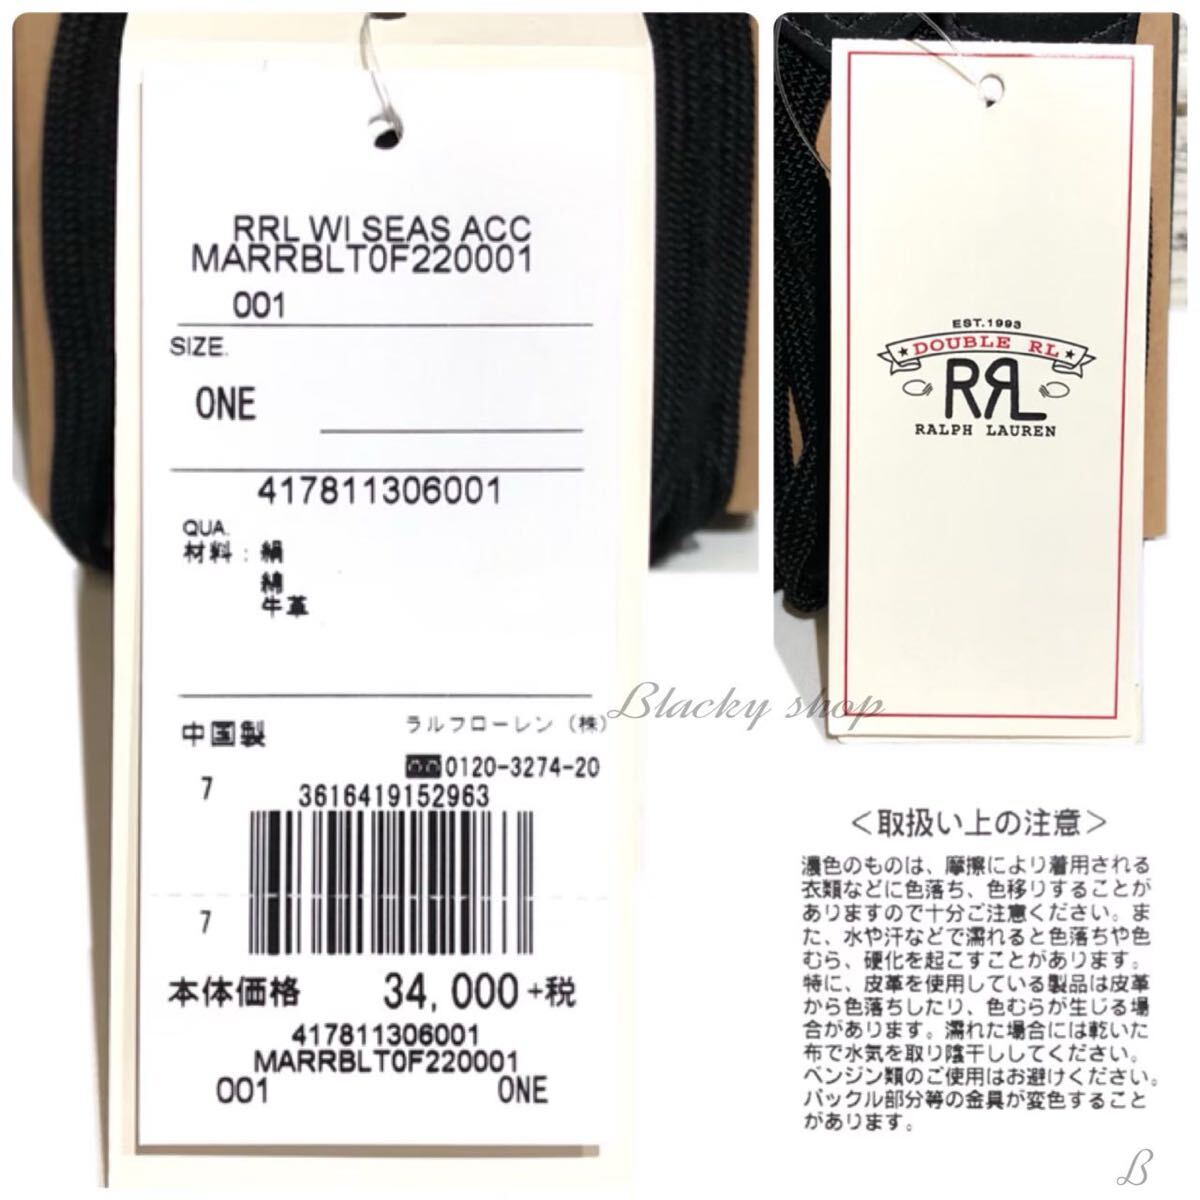 RRL WI SEAS ACC
MARRBLT0F220001
001
SIZE.
ONE
417811306001
QUA.
材料: 絹
綿
牛革
中国製
ラルフローレン(株)
0120-3274-20
7
3616419152963
7
本体価格 34,000+税
417811306001
MARRBLT0F220001
001 ONE
EST.1993
DOUBLE RL
RRL
RALPH LAUREN
Blacky shop
<取扱い上の注意>
濃色のものは、摩擦により着用される
衣類などに色落ち、色移りすることが
ありますので十分ご注意ください。ま
た、水や汗などで濡れると色落ちや色
むら、硬化を起こすことがあります。
特に、皮革を使用している製品は皮革
から色落ちしたり、色むらが生じる場
合があります。濡れた場合には乾いた
布で水気を取り陰干ししてください。
ベンジン類のご使用はお避けください。
バックル部分等の金具が変色すること
があります。
B